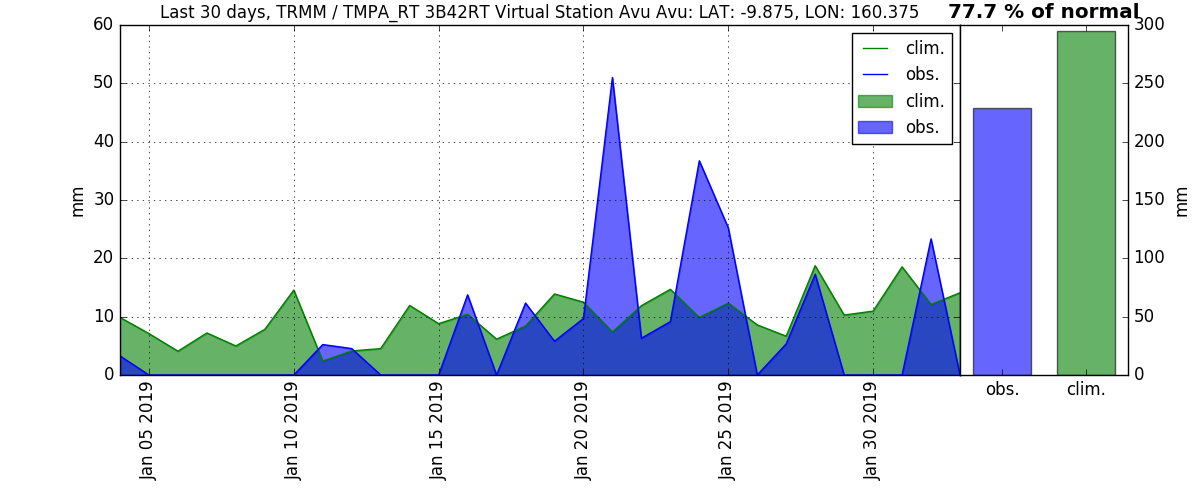 Last 30 days, TRMM / TMPA_RT 3B42RT Virtual Station Avu Avu: LAT: -9.875, LON: 160.375
77.7 % of normal
60
50
40
30
20
10
0
mm
clim.
obs.
clim.
obs.
300
250
200
150
100
50
0
mm
Jan 05 2019
Jan 10 2019
Jan 15 2019
Jan 20 2019
Jan 25 2019
Jan 30 2019
obs.
clim.